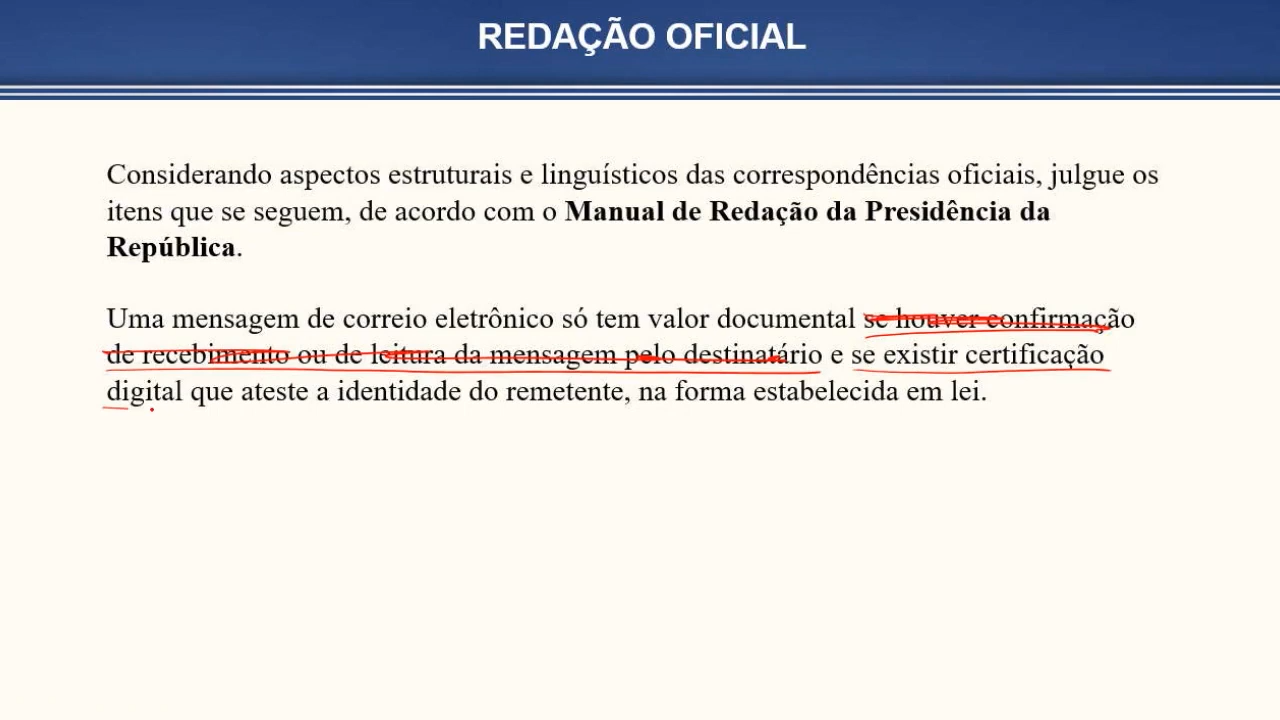 REDAÇÃO OFICIAL
Considerando aspectos estruturais e linguísticos das correspondências oficiais, julgue os
itens que se seguem, de acordo com o Manual de Redação da Presidência da
República.
Uma mensagem de correio eletrônico só tem valor documental se houver confirmação
de recebimento ou de leitura da mensagem pelo destinatário e se existir certificação
digital que ateste a identidade do remetente, na forma estabelecida em lei.